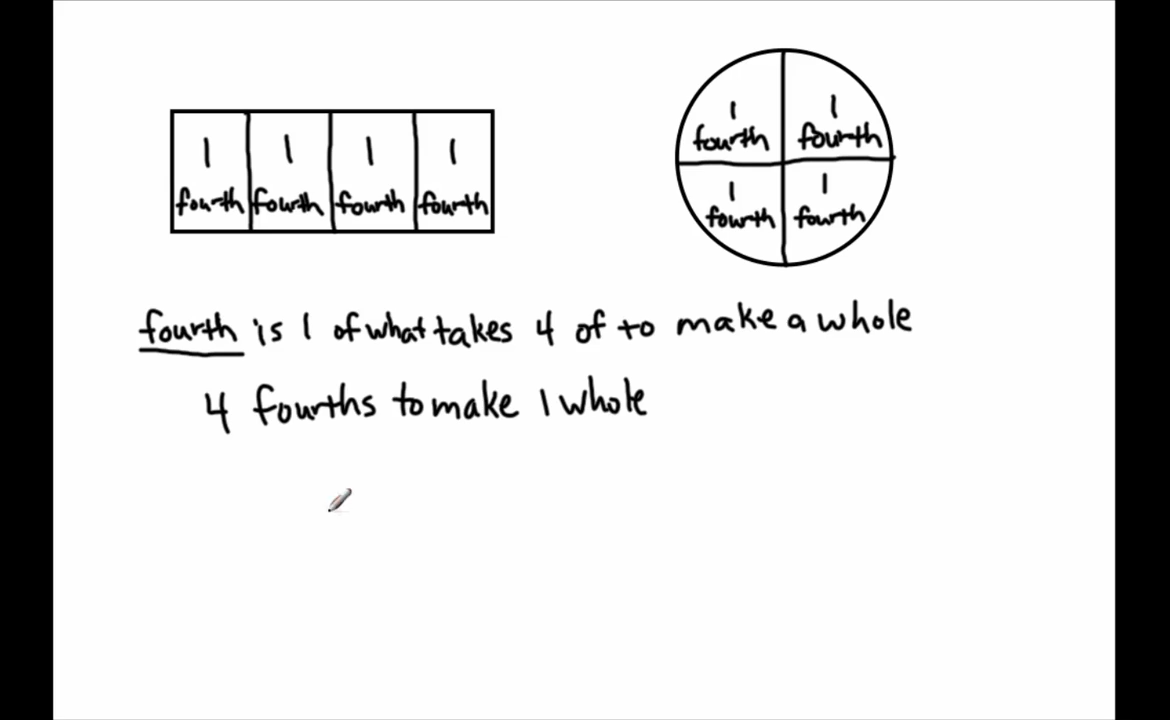 1 1 1 1
fourth fourth fourth fourth
1 1
fourth fourth
1 1
fourth fourth
fourth is 1 of what takes 4 of to make a whole
4 fourths to make 1 whole